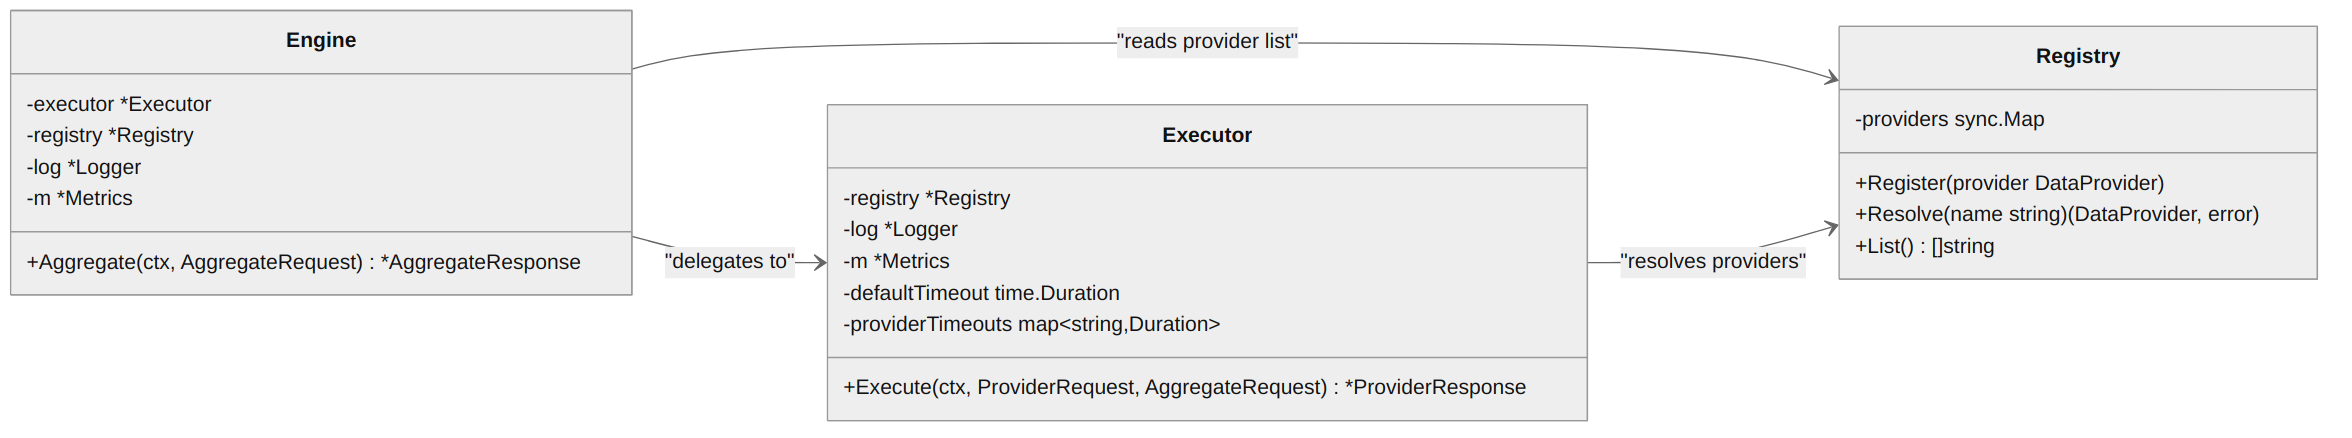 Engine
-executor *Executor
-registry *Registry
-log *Logger
-m *Metrics
+Aggregate(ctx, AggregateRequest) : *AggregateResponse
"reads provider list"
"delegates to"
Executor
-registry *Registry
-log *Logger
-m *Metrics
-defaultTimeout time.Duration
-providerTimeouts map<string,Duration>
+Execute(ctx, ProviderRequest, AggregateRequest) : *ProviderResponse
"resolves providers"
Registry
-providers sync.Map
+Register(provider DataProvider)
+Resolve(name string)(DataProvider, error)
+List() : []string